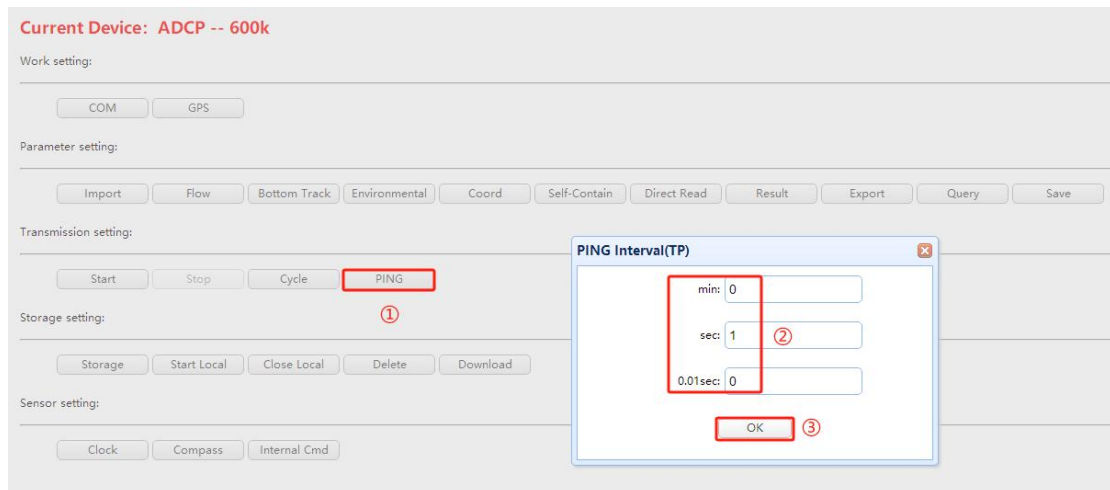 Current Device: ADCP -- 600k
Work setting:
COM GPS
Parameter setting:
Import Flow Bottom Track Environmental Coord Self-Contain Direct Read Result Export Query Save
Transmission setting:
Start Stop Cycle PING
①
Storage setting:
Storage Start Local Close Local Delete Download
Sensor setting:
Clock Compass Internal Cmd
PING Interval(TP)
min: 0
sec: 1 ②
0.01sec: 0
OK ③